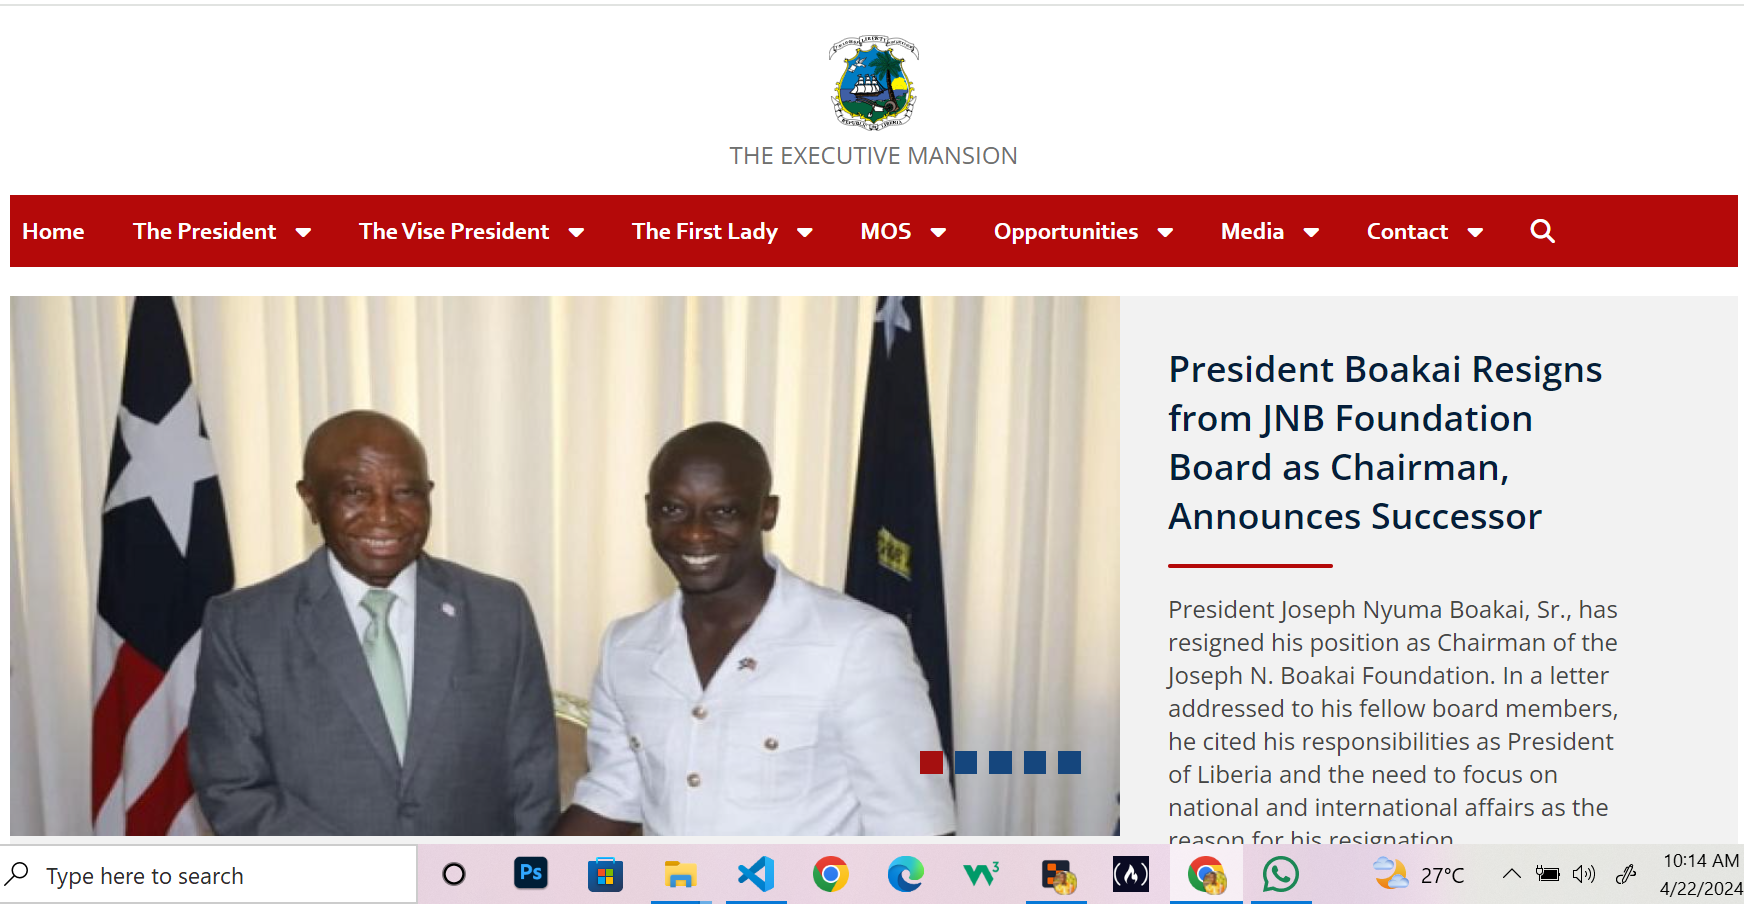 REPUBLIC OF LIBERIA
THE EXECUTIVE MANSION
Home The President The Vise President The First Lady MOS Opportunities Media Contact
President Boakai Resigns
from JNB Foundation
Board as Chairman,
Announces Successor
President Joseph Nyuma Boakai, Sr., has
resigned his position as Chairman of the
Joseph N. Boakai Foundation. In a letter
addressed to his fellow board members,
he cited his responsibilities as President
of Liberia and the need to focus on
national and international affairs as the
reason for his resignation.
Type here to search
Ps
W3
27°C
10:14 AM
4/22/2024